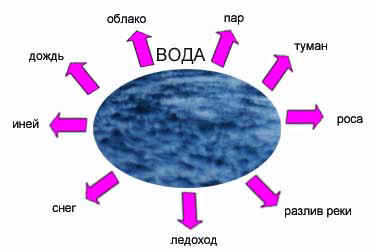 облако
пар
ВОДА
туман
дождь
иней
роса
снег
разлив реки
ледоход